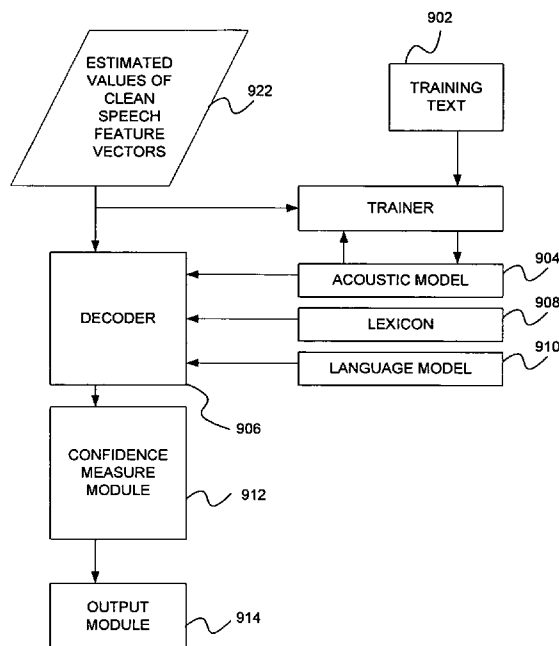 902
ESTIMATED
VALUES OF
CLEAN
SPEECH
FEATURE
VECTORS
922
TRAINING
TEXT
TRAINER
904
ACOUSTIC MODEL
908
DECODER
LEXICON
910
LANGUAGE MODEL
906
CONFIDENCE
MEASURE
MODULE
912
OUTPUT
MODULE
914